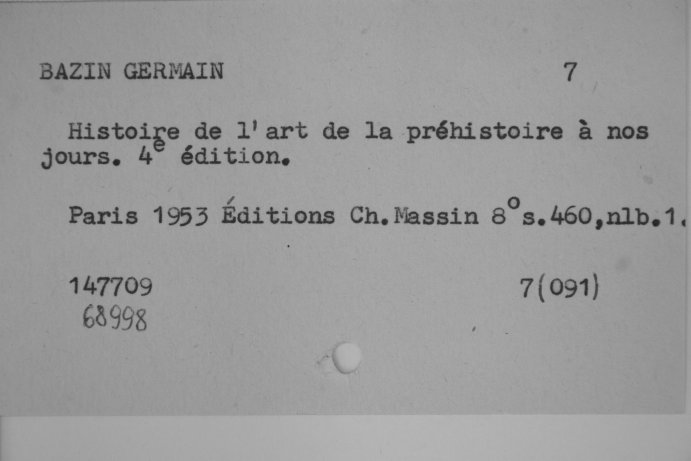 BAZIN GERMAIN 7
Histoire de l'art de la préhistoire à nos
jours. 4e édition.
Paris 1953 Éditions Ch.Massin 8°s.460,nlb.1.
147709 7(091)
68998